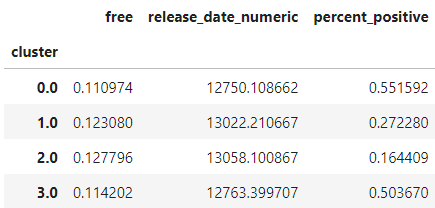 free release_date_numeric percent_positive
cluster
0.0 0.110974 12750.108662 0.551592
1.0 0.123080 13022.210667 0.272280
2.0 0.127796 13058.100867 0.164409
3.0 0.114202 12763.399707 0.503670